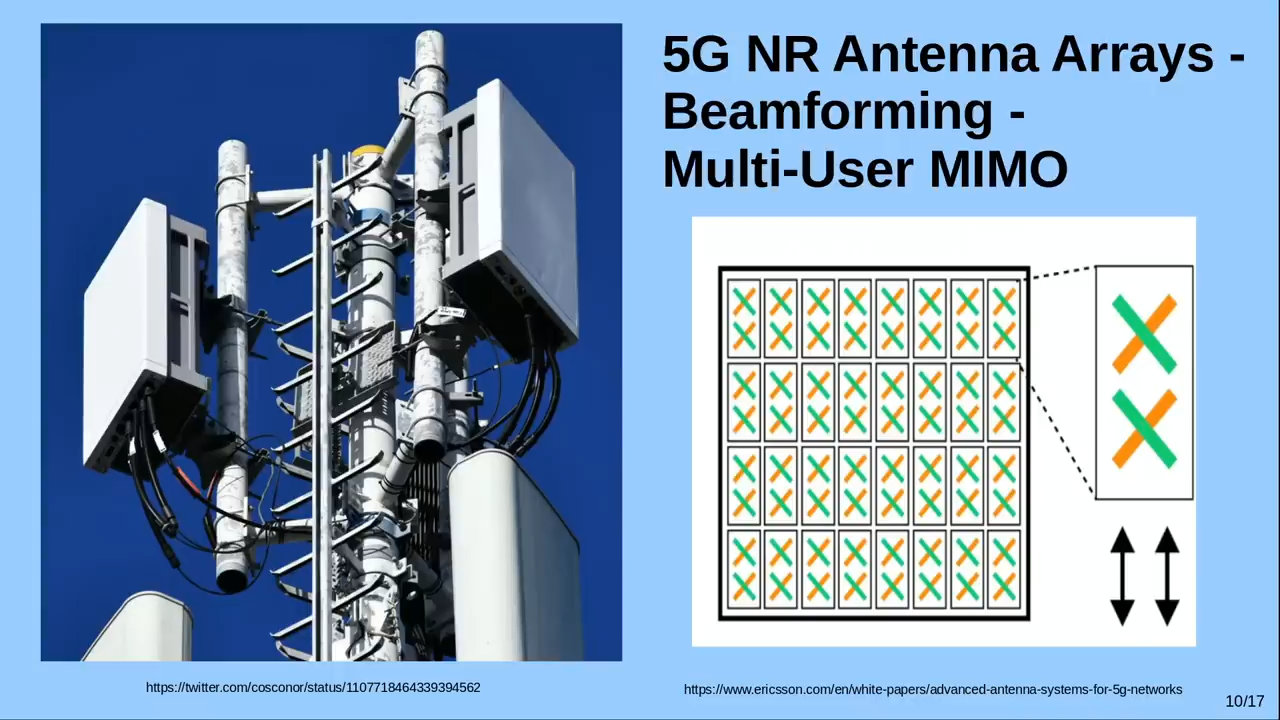 5G NR Antenna Arrays -
Beamforming -
Multi-User MIMO
https://twitter.com/cosconor/status/1107718464339394562
https://www.ericsson.com/en/white-papers/advanced-antenna-systems-for-5g-networks
10/17